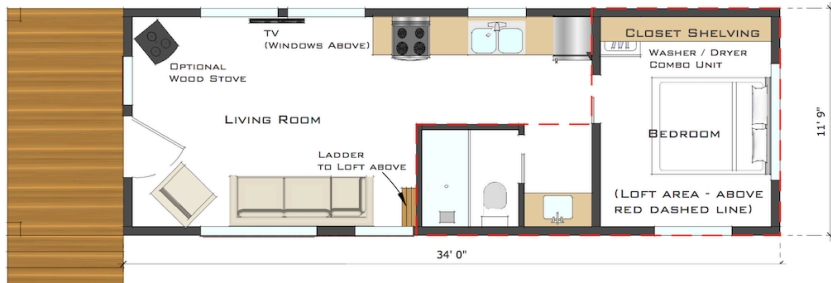 TV
(Windows Above)
Optional
Wood Stove
Living Room
Ladder
to Loft above
Closet Shelving
Washer / Dryer
Combo Unit
Bedroom
(Loft area - above
red dashed line)
11' 9"
34' 0"